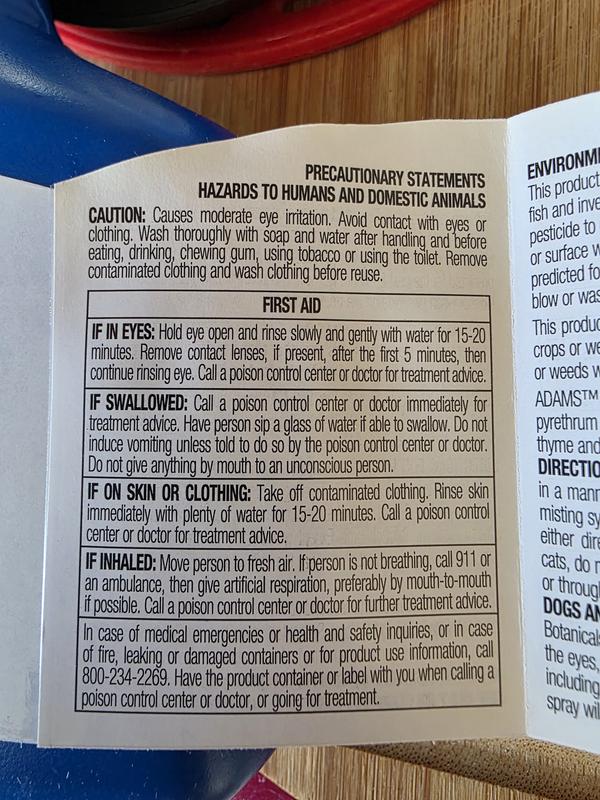 PRECAUTIONARY STATEMENTS
HAZARDS TO HUMANS AND DOMESTIC ANIMALS
CAUTION: Causes moderate eye irritation. Avoid contact with eyes or
clothing. Wash thoroughly with soap and water after handling and before
eating, drinking, chewing gum, using tobacco or using the toilet. Remove
contaminated clothing and wash clothing before reuse.
FIRST AID
IF IN EYES: Hold eye open and rinse slowly and gently with water for 15-20
minutes. Remove contact lenses, if present, after the first 5 minutes, then
continue rinsing eye. Call a poison control center or doctor for treatment advice.
IF SWALLOWED: Call a poison control center or doctor immediately for
treatment advice. Have person sip a glass of water if able to swallow. Do not
induce vomiting unless told to do so by the poison control center or doctor.
Do not give anything by mouth to an unconscious person.
IF ON SKIN OR CLOTHING: Take off contaminated clothing. Rinse skin
immediately with plenty of water for 15-20 minutes. Call a poison control
center or doctor for treatment advice.
IF INHALED: Move person to fresh air. If person is not breathing, call 911 or
an ambulance, then give artificial respiration, preferably by mouth-to-mouth
if possible. Call a poison control center or doctor for further treatment advice.
In case of medical emergencies or health and safety inquiries, or in case
of fire, leaking or damaged containers or for product use information, call
800-234-2269. Have the product container or label with you when calling a
poison control center or doctor, or going for treatment.
This product
fish and
pesticide to
or surface
predicted
blow or
This
crops or
or weeds
ADAMS™
pyrethrum
thyme and
in a
misting
either
cats, do
or
DOGS
the eyes,
including
spray